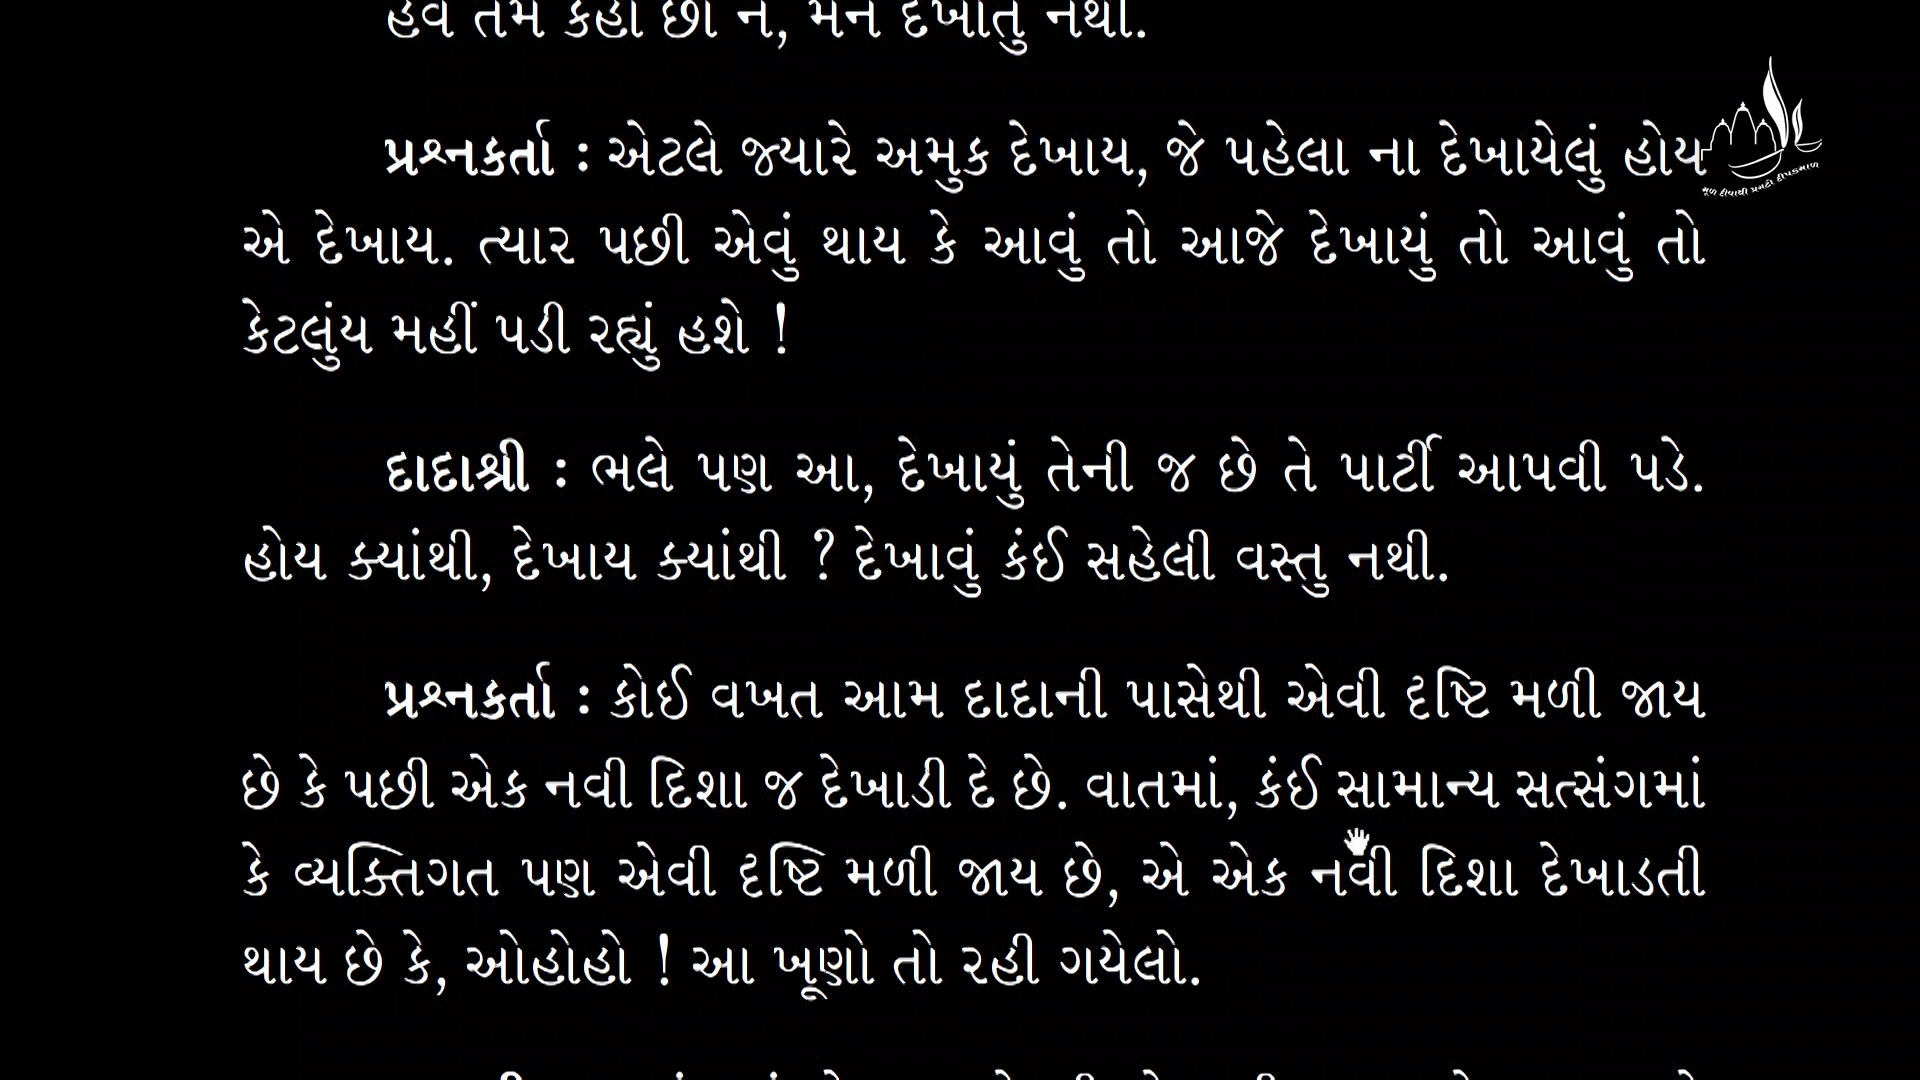 હવે તમે કહો છો ને, મને દેખાતું નથી.
પ્રશ્નકર્તા : એટલે જ્યારે અમુક દેખાય, જે પહેલા ના દેખાયેલું હોય
એ દેખાય. ત્યાર પછી એવું થાય કે આવું તો આજે દેખાયું તો આવું તો
કેટલુંય મહીં પડી રહ્યું હશે !
દાદાશ્રી : ભલે પણ આ, દેખાયું તેની જ છે તે પાર્ટી આપવી પડે.
હોય ક્યાંથી, દેખાય ક્યાંથી ? દેખાવું કંઈ સહેલી વસ્તુ નથી.
પ્રશ્નકર્તા : કોઈ વખત આમ દાદાની પાસેથી એવી દૃષ્ટિ મળી જાય
છે કે પછી એક નવી દિશા જ દેખાડી દે છે. વાતમાં, કંઈ સામાન્ય સત્સંગમાં
કે વ્યક્તિગત પણ એવી દૃષ્ટિ મળી જાય છે, એ એક નવી દિશા દેખાડતી
થાય છે કે, ઓહોહો ! આ ખૂણો તો રહી ગયેલો.
મૂળ દીવાથી પ્રગટી દીપકમાળ